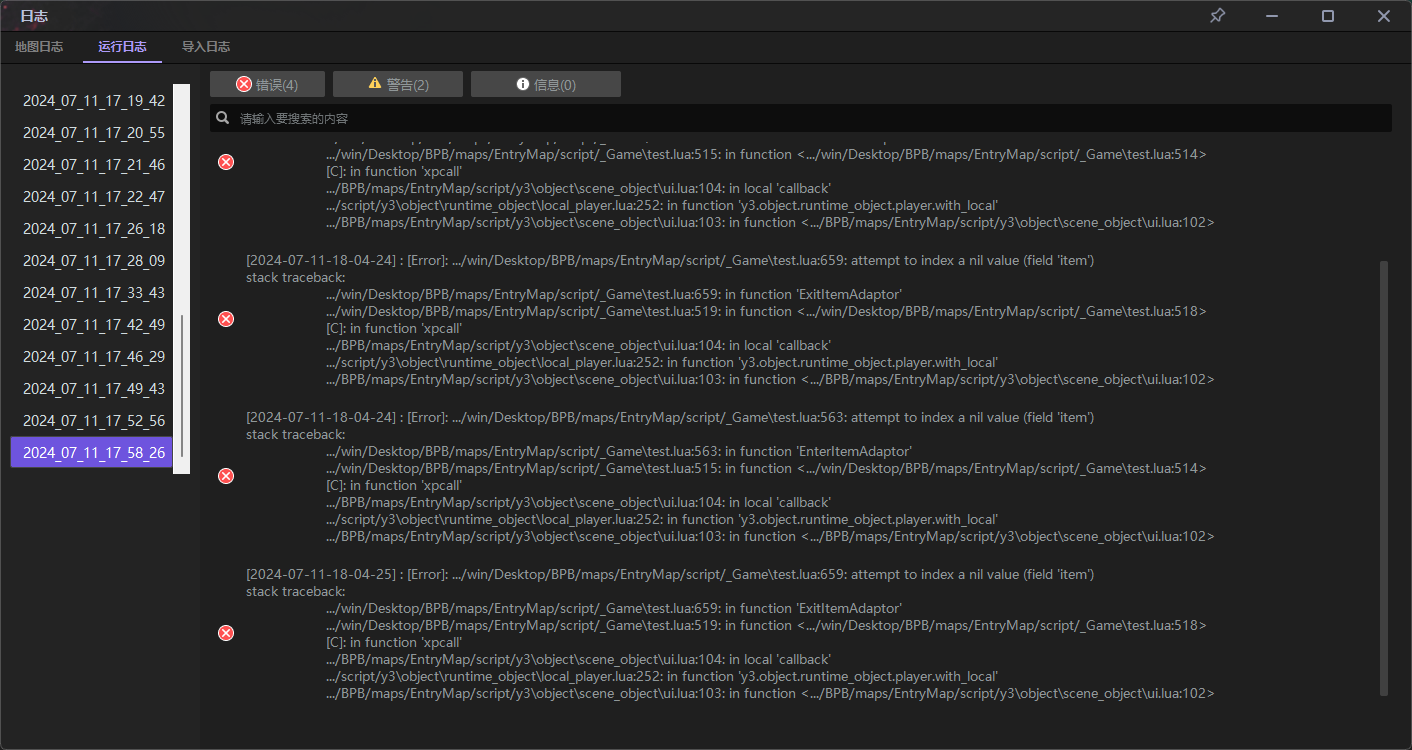 日志
地图日志 运行日志 导入日志
错误(4) 警告(2) 信息(0)
请输入要搜索的内容
2024_07_11_17_19_42
2024_07_11_17_20_55
2024_07_11_17_21_46
2024_07_11_17_22_47
2024_07_11_17_26_18
2024_07_11_17_28_09
2024_07_11_17_33_43
2024_07_11_17_42_49
2024_07_11_17_46_29
2024_07_11_17_49_43
2024_07_11_17_52_56
2024_07_11_17_58_26
.../win/Desktop/BPB/maps/EntryMap/script/_Game\test.lua:515: in function <.../win/Desktop/BPB/maps/EntryMap/script/_Game\test.lua:514>
[C]: in function 'xpcall'
.../BPB/maps/EntryMap/script/y3\object\scene_object\ui.lua:104: in local 'callback'
.../script/y3\object\runtime_object\local_player.lua:252: in function 'y3.object.runtime_object.player.with_local'
.../BPB/maps/EntryMap/script/y3\object\scene_object\ui.lua:103: in function <.../BPB/maps/EntryMap/script/y3\object\scene_object\ui.lua:102>
[2024-07-11-18-04-24] : [Error]: .../win/Desktop/BPB/maps/EntryMap/script/_Game\test.lua:659: attempt to index a nil value (field 'item')
stack traceback:
.../win/Desktop/BPB/maps/EntryMap/script/_Game\test.lua:659: in function 'ExitItemAdaptor'
.../win/Desktop/BPB/maps/EntryMap/script/_Game\test.lua:519: in function <.../win/Desktop/BPB/maps/EntryMap/script/_Game\test.lua:518>
[C]: in function 'xpcall'
.../BPB/maps/EntryMap/script/y3\object\scene_object\ui.lua:104: in local 'callback'
.../script/y3\object\runtime_object\local_player.lua:252: in function 'y3.object.runtime_object.player.with_local'
.../BPB/maps/EntryMap/script/y3\object\scene_object\ui.lua:103: in function <.../BPB/maps/EntryMap/script/y3\object\scene_object\ui.lua:102>
[2024-07-11-18-04-24] : [Error]: .../win/Desktop/BPB/maps/EntryMap/script/_Game\test.lua:563: attempt to index a nil value (field 'item')
stack traceback:
.../win/Desktop/BPB/maps/EntryMap/script/_Game\test.lua:563: in function 'EnterItemAdaptor'
.../win/Desktop/BPB/maps/EntryMap/script/_Game\test.lua:515: in function <.../win/Desktop/BPB/maps/EntryMap/script/_Game\test.lua:514>
[C]: in function 'xpcall'
.../BPB/maps/EntryMap/script/y3\object\scene_object\ui.lua:104: in local 'callback'
.../script/y3\object\runtime_object\local_player.lua:252: in function 'y3.object.runtime_object.player.with_local'
.../BPB/maps/EntryMap/script/y3\object\scene_object\ui.lua:103: in function <.../BPB/maps/EntryMap/script/y3\object\scene_object\ui.lua:102>
[2024-07-11-18-04-25] : [Error]: .../win/Desktop/BPB/maps/EntryMap/script/_Game\test.lua:659: attempt to index a nil value (field 'item')
stack traceback:
.../win/Desktop/BPB/maps/EntryMap/script/_Game\test.lua:659: in function 'ExitItemAdaptor'
.../win/Desktop/BPB/maps/EntryMap/script/_Game\test.lua:519: in function <.../win/Desktop/BPB/maps/EntryMap/script/_Game\test.lua:518>
[C]: in function 'xpcall'
.../BPB/maps/EntryMap/script/y3\object\scene_object\ui.lua:104: in local 'callback'
.../script/y3\object\runtime_object\local_player.lua:252: in function 'y3.object.runtime_object.player.with_local'
.../BPB/maps/EntryMap/script/y3\object\scene_object\ui.lua:103: in function <.../BPB/maps/EntryMap/script/y3\object\scene_object\ui.lua:102>